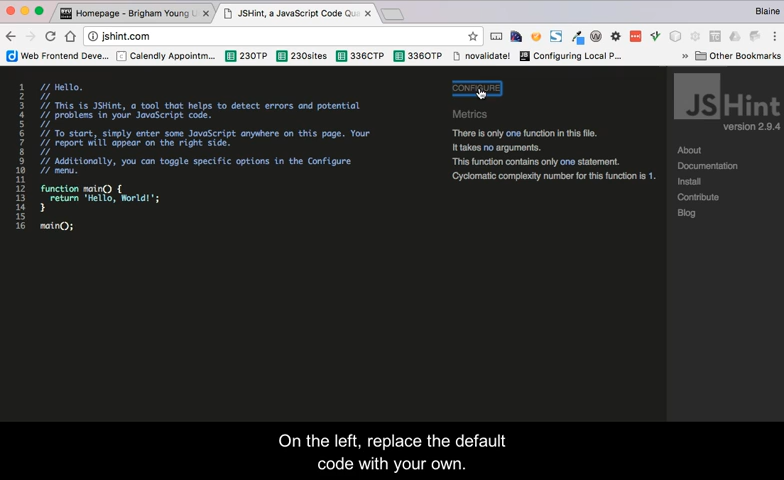 Homepage - Brigham Young U
JSHint, a JavaScript Code Qua
Blaine
jshint.com
Web Frontend Deve...
Calendly Appointm...
230TP
230sites
336CTP
336OTP
novalidate!
Configuring Local P...
»
Other Bookmarks
1 // Hello.
2 //
3 // This is JSHint, a tool that helps to detect errors and potential
4 // problems in your JavaScript code.
5 //
6 // To start, simply enter some JavaScript anywhere on this page. Your
7 // report will appear on the right side.
8 //
9 // Additionally, you can toggle specific options in the Configure
10 // menu.
11
12 function main() {
13 return 'Hello, World!';
14 }
15
16 main();
CONFIGURE
Metrics
There is only one function in this file.
It takes no arguments.
This function contains only one statement.
Cyclomatic complexity number for this function is 1.
JSHint
version 2.9.4
About
Documentation
Install
Contribute
Blog
On the left, replace the default
code with your own.